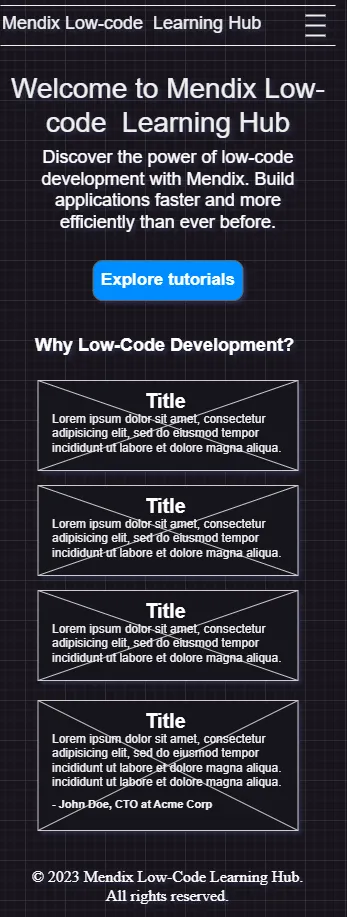 Mendix Low-code  Learning Hub
Welcome to Mendix Low-
code  Learning Hub
Discover the power of low-code
development with Mendix. Build
applications faster and more
efficiently than ever before.
Explore tutorials
Why Low-Code Development?
Title
Lorem ipsum dolor sit amet, consectetur
adipisicing elit, sed do eiusmod tempor
incididunt ut labore et dolore magna aliqua.
Title
Lorem ipsum dolor sit amet, consectetur
adipisicing elit, sed do eiusmod tempor
incididunt ut labore et dolore magna aliqua.
Title
Lorem ipsum dolor sit amet, consectetur
adipisicing elit, sed do eiusmod tempor
incididunt ut labore et dolore magna aliqua.
Title
Lorem ipsum dolor sit amet, consectetur
adipisicing elit, sed do eiusmod tempor
incididunt ut labore et dolore magna aliqua.
incididunt ut labore et dolore magna aliqua.
- John Doe, CTO at Acme Corp
© 2023 Mendix Low-Code Learning Hub.
All rights reserved.